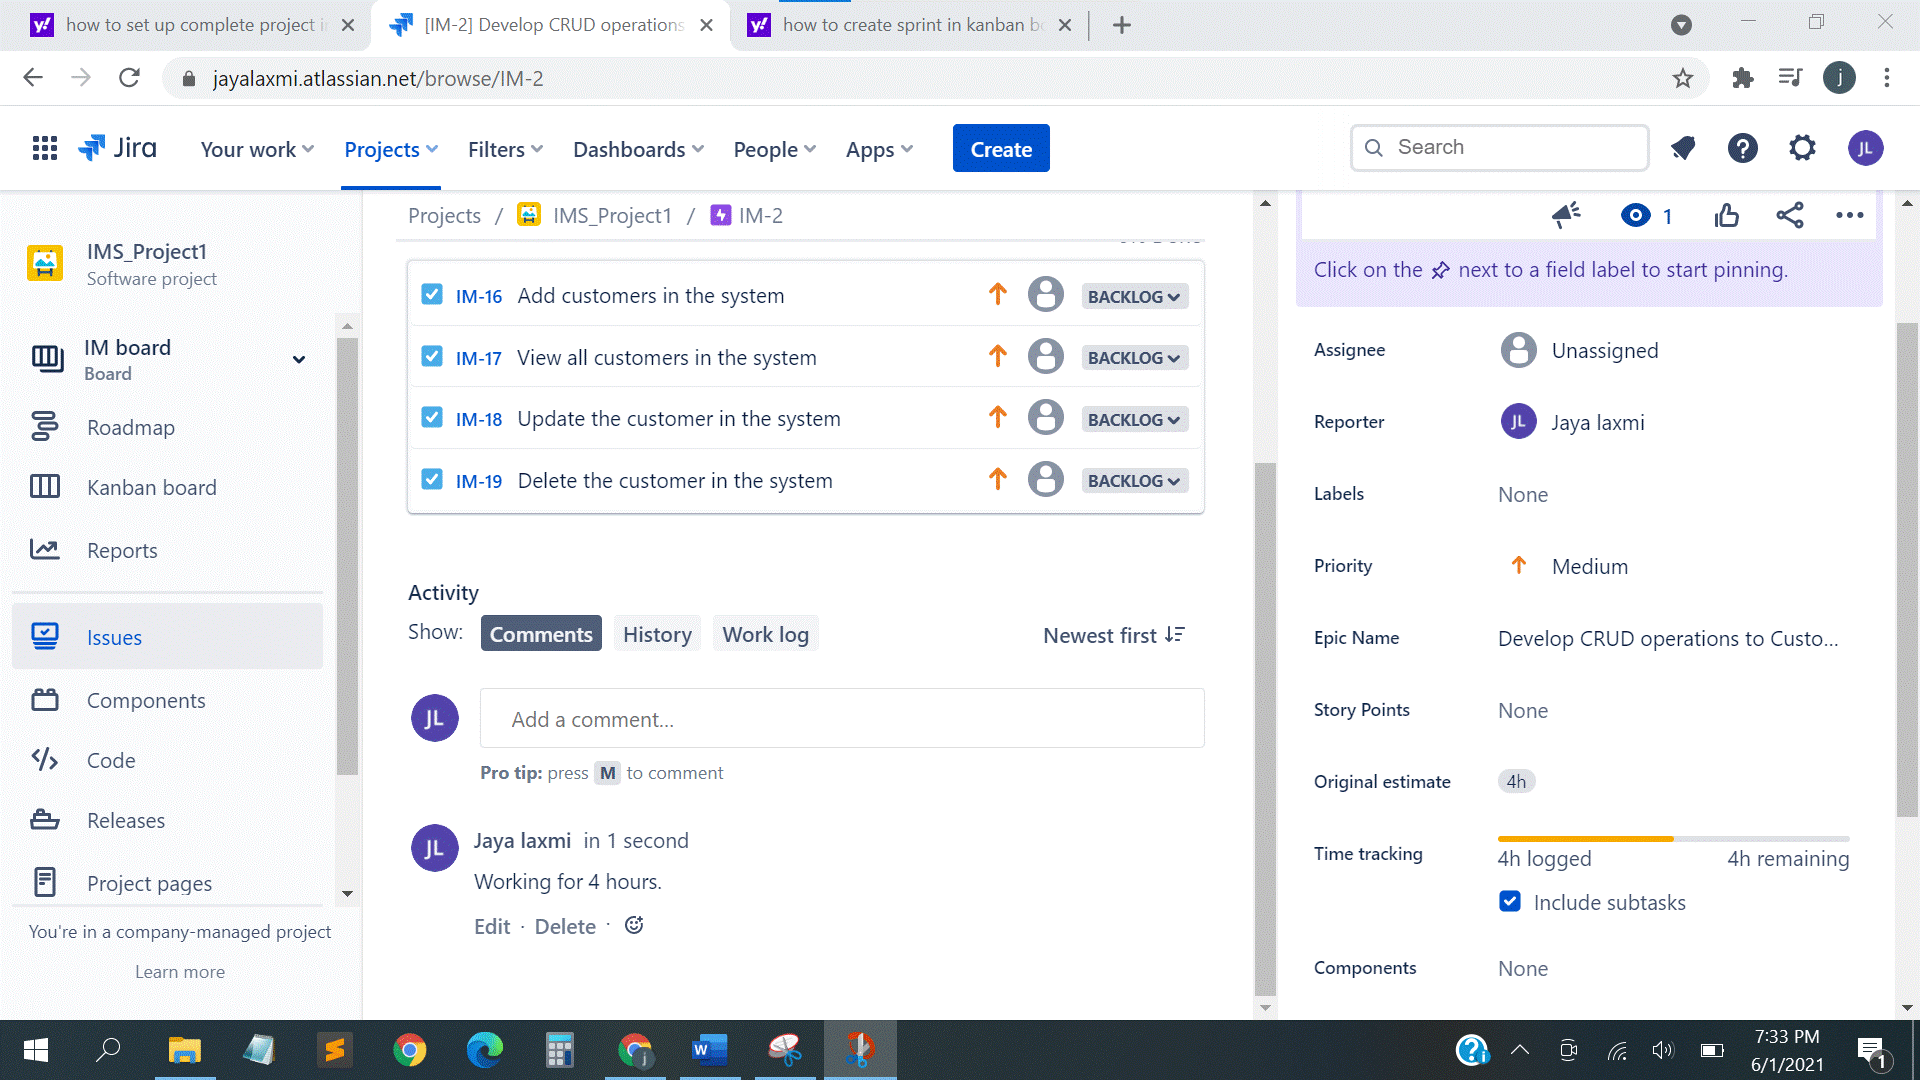 how to set up complete project i
[IM-2] Develop CRUD operations
how to create sprint in kanban b
jayalaxmi.atlassian.net/browse/IM-2
j
Jira
Your work
Projects
Filters
Dashboards
People
Apps
Create
Search
JL
IMS_Project1
Software project
IM board
Board
Roadmap
Kanban board
Reports
Issues
Components
Code
Releases
Project pages
You're in a company-managed project
Learn more
Projects / IMS_Project1 / IM-2
IM-16 Add customers in the system BACKLOG
IM-17 View all customers in the system BACKLOG
IM-18 Update the customer in the system BACKLOG
IM-19 Delete the customer in the system BACKLOG
Activity
Show: Comments History Work log Newest first
JL
Add a comment...
Pro tip: press M to comment
JL
Jaya laxmi in 1 second
Working for 4 hours.
Edit · Delete ·
1
Click on the next to a field label to start pinning.
Assignee Unassigned
Reporter JL Jaya laxmi
Labels None
Priority Medium
Epic Name Develop CRUD operations to Custo...
Story Points None
Original estimate 4h
Time tracking 4h logged 4h remaining
Include subtasks
Components None
7:33 PM
6/1/2021
1